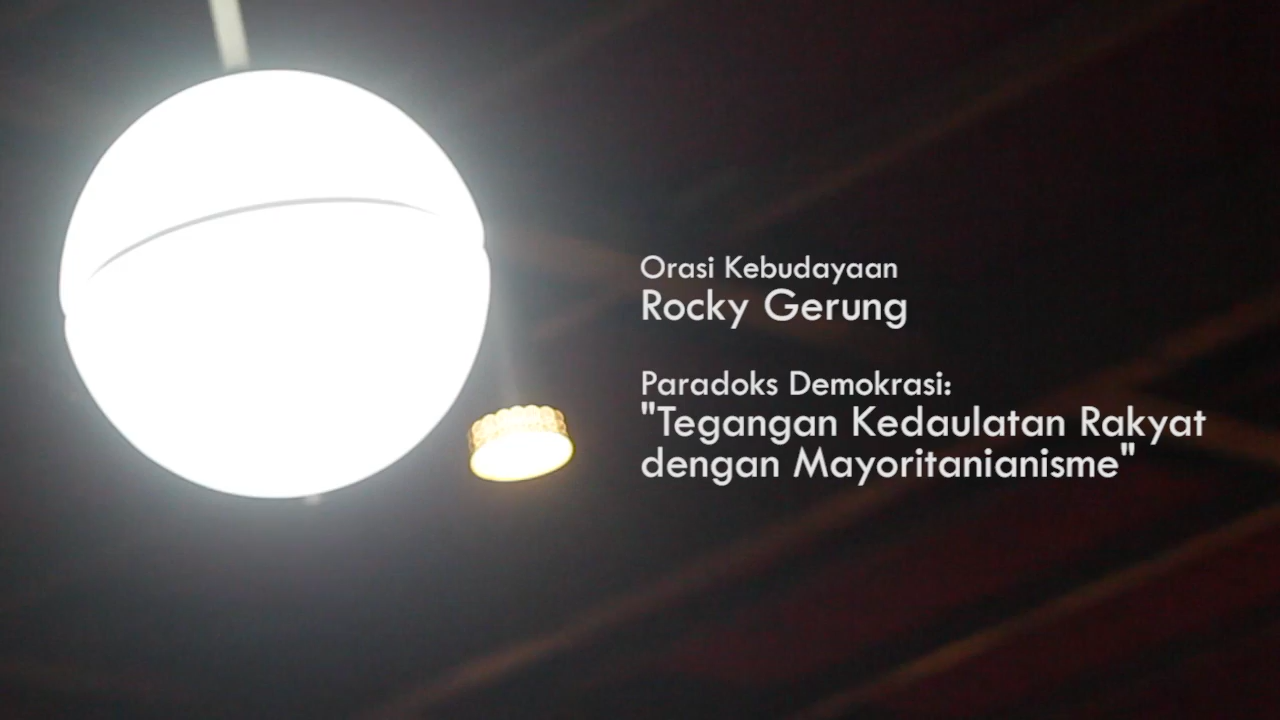 Orasi Kebudayaan
Rocky Gerung
Paradoks Demokrasi:
"Tegangan Kedaulatan Rakyat
dengan Mayoritanianisme"